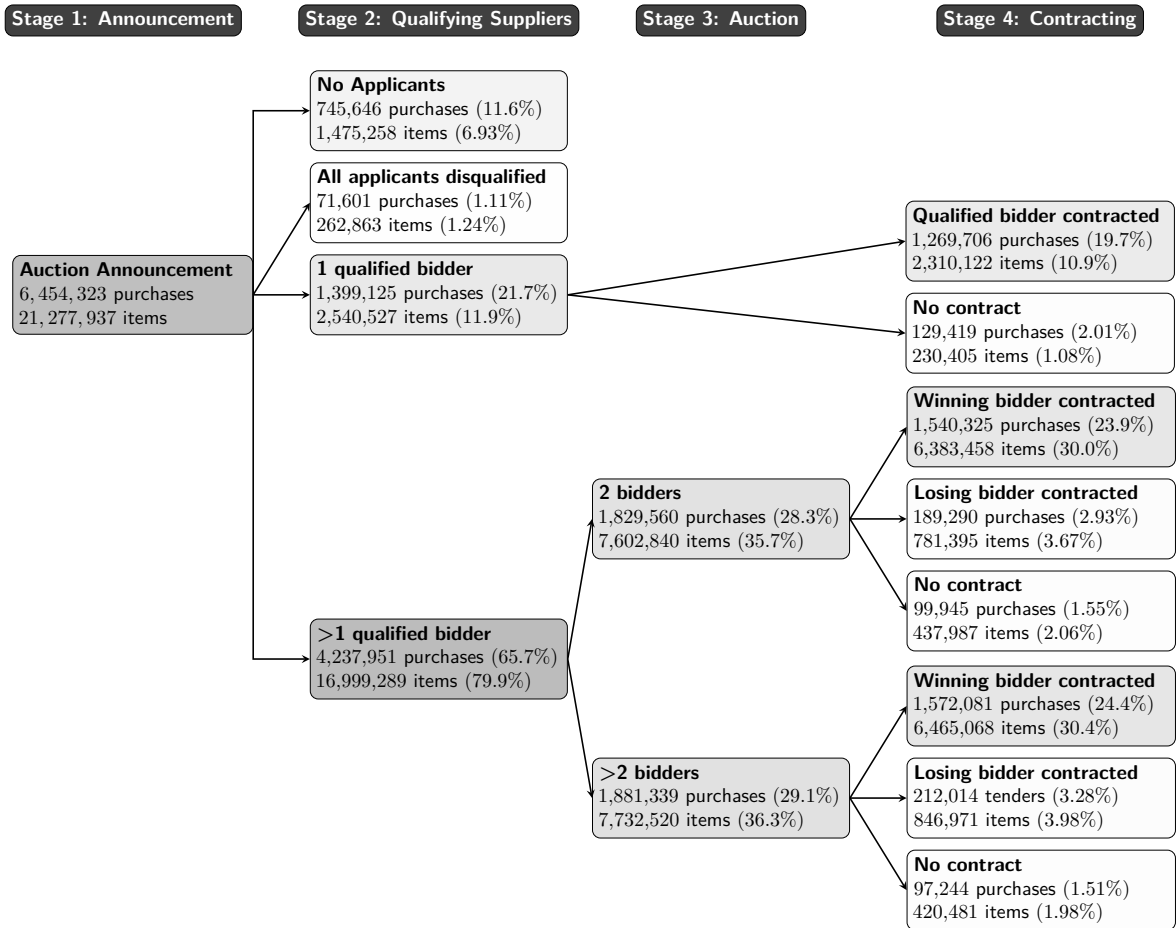 Stage 1: Announcement
Stage 2: Qualifying Suppliers
Stage 3: Auction
Stage 4: Contracting
Auction Announcement
6, 454, 323 purchases
21, 277, 937 items
No Applicants
745,646 purchases (11.6%)
1,475,258 items (6.93%)
All applicants disqualified
71,601 purchases (1.11%)
262,863 items (1.24%)
1 qualified bidder
1,399,125 purchases (21.7%)
2,540,527 items (11.9%)
>1 qualified bidder
4,237,951 purchases (65.7%)
16,999,289 items (79.9%)
2 bidders
1,829,560 purchases (28.3%)
7,602,840 items (35.7%)
>2 bidders
1,881,339 purchases (29.1%)
7,732,520 items (36.3%)
Qualified bidder contracted
1,269,706 purchases (19.7%)
2,310,122 items (10.9%)
No contract
129,419 purchases (2.01%)
230,405 items (1.08%)
Winning bidder contracted
1,540,325 purchases (23.9%)
6,383,458 items (30.0%)
Losing bidder contracted
189,290 purchases (2.93%)
781,395 items (3.67%)
No contract
99,945 purchases (1.55%)
437,987 items (2.06%)
Winning bidder contracted
1,572,081 purchases (24.4%)
6,465,068 items (30.4%)
Losing bidder contracted
212,014 tenders (3.28%)
846,971 items (3.98%)
No contract
97,244 purchases (1.51%)
420,481 items (1.98%)